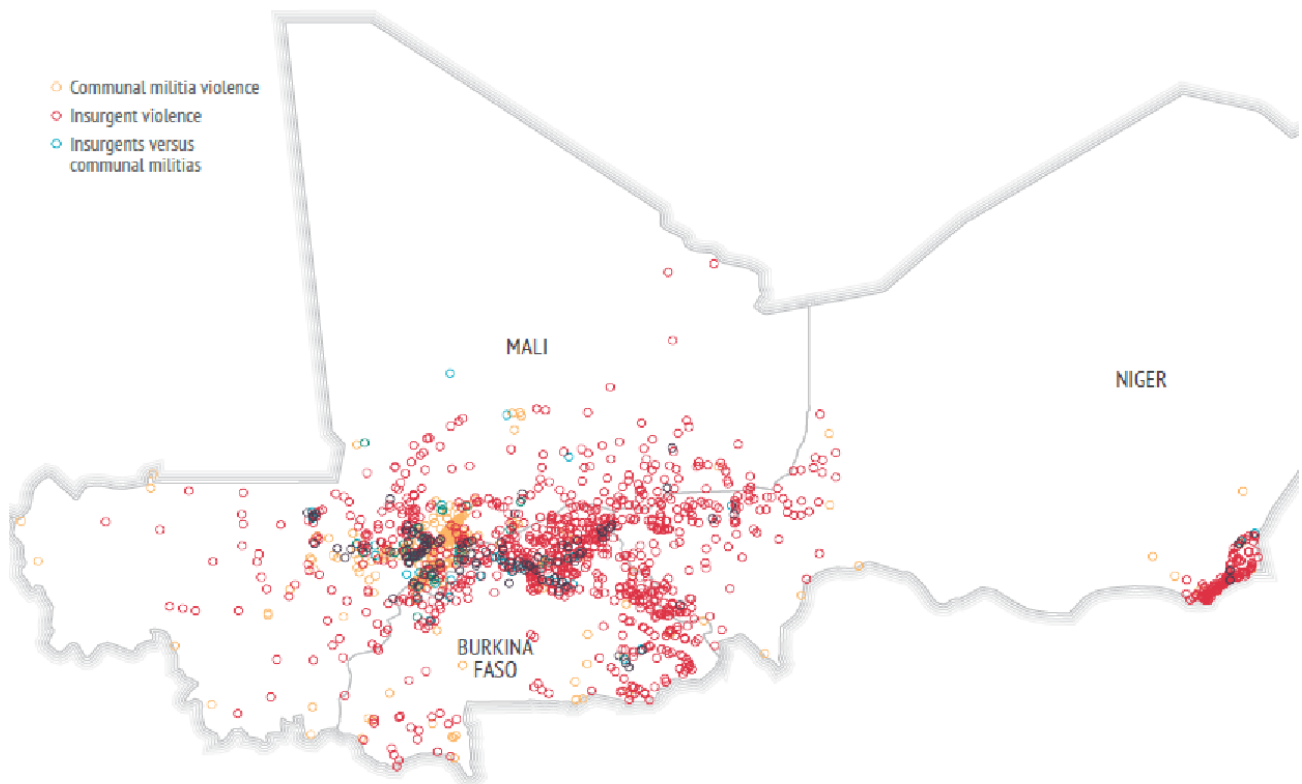 Communal militia violence
Insurgent violence
Insurgents versus
communal militias
MALI
NIGER
BURKINA
FASO